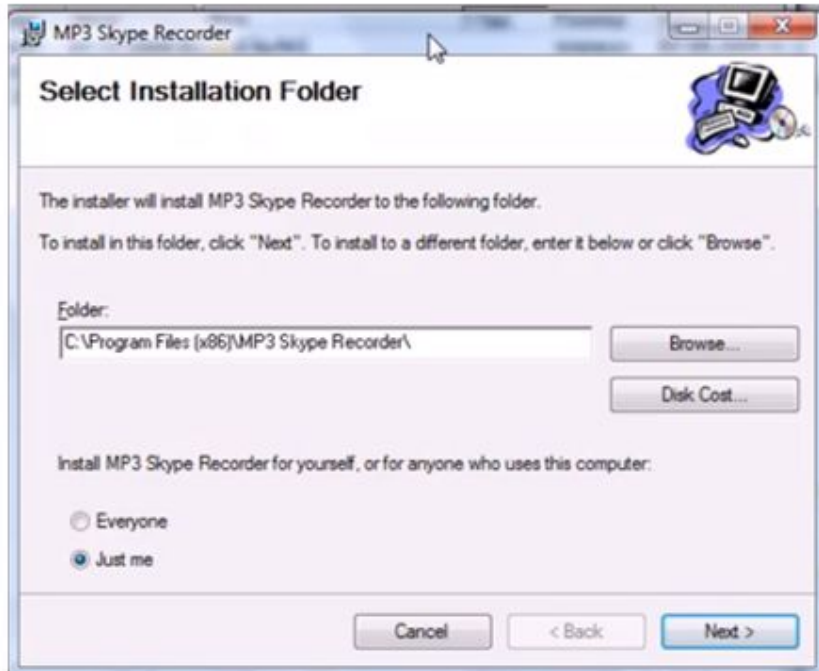 MP3 Skype Recorder
Select Installation Folder
The installer will install MP3 Skype Recorder to the following folder.
To install in this folder, click "Next". To install to a different folder, enter it below or click "Browse".
Folder:
C:\Program Files (x86)\MP3 Skype Recorder\
Browse...
Disk Cost...
Install MP3 Skype Recorder for yourself, or for anyone who uses this computer:
Everyone
Just me
Cancel
< Back
Next >